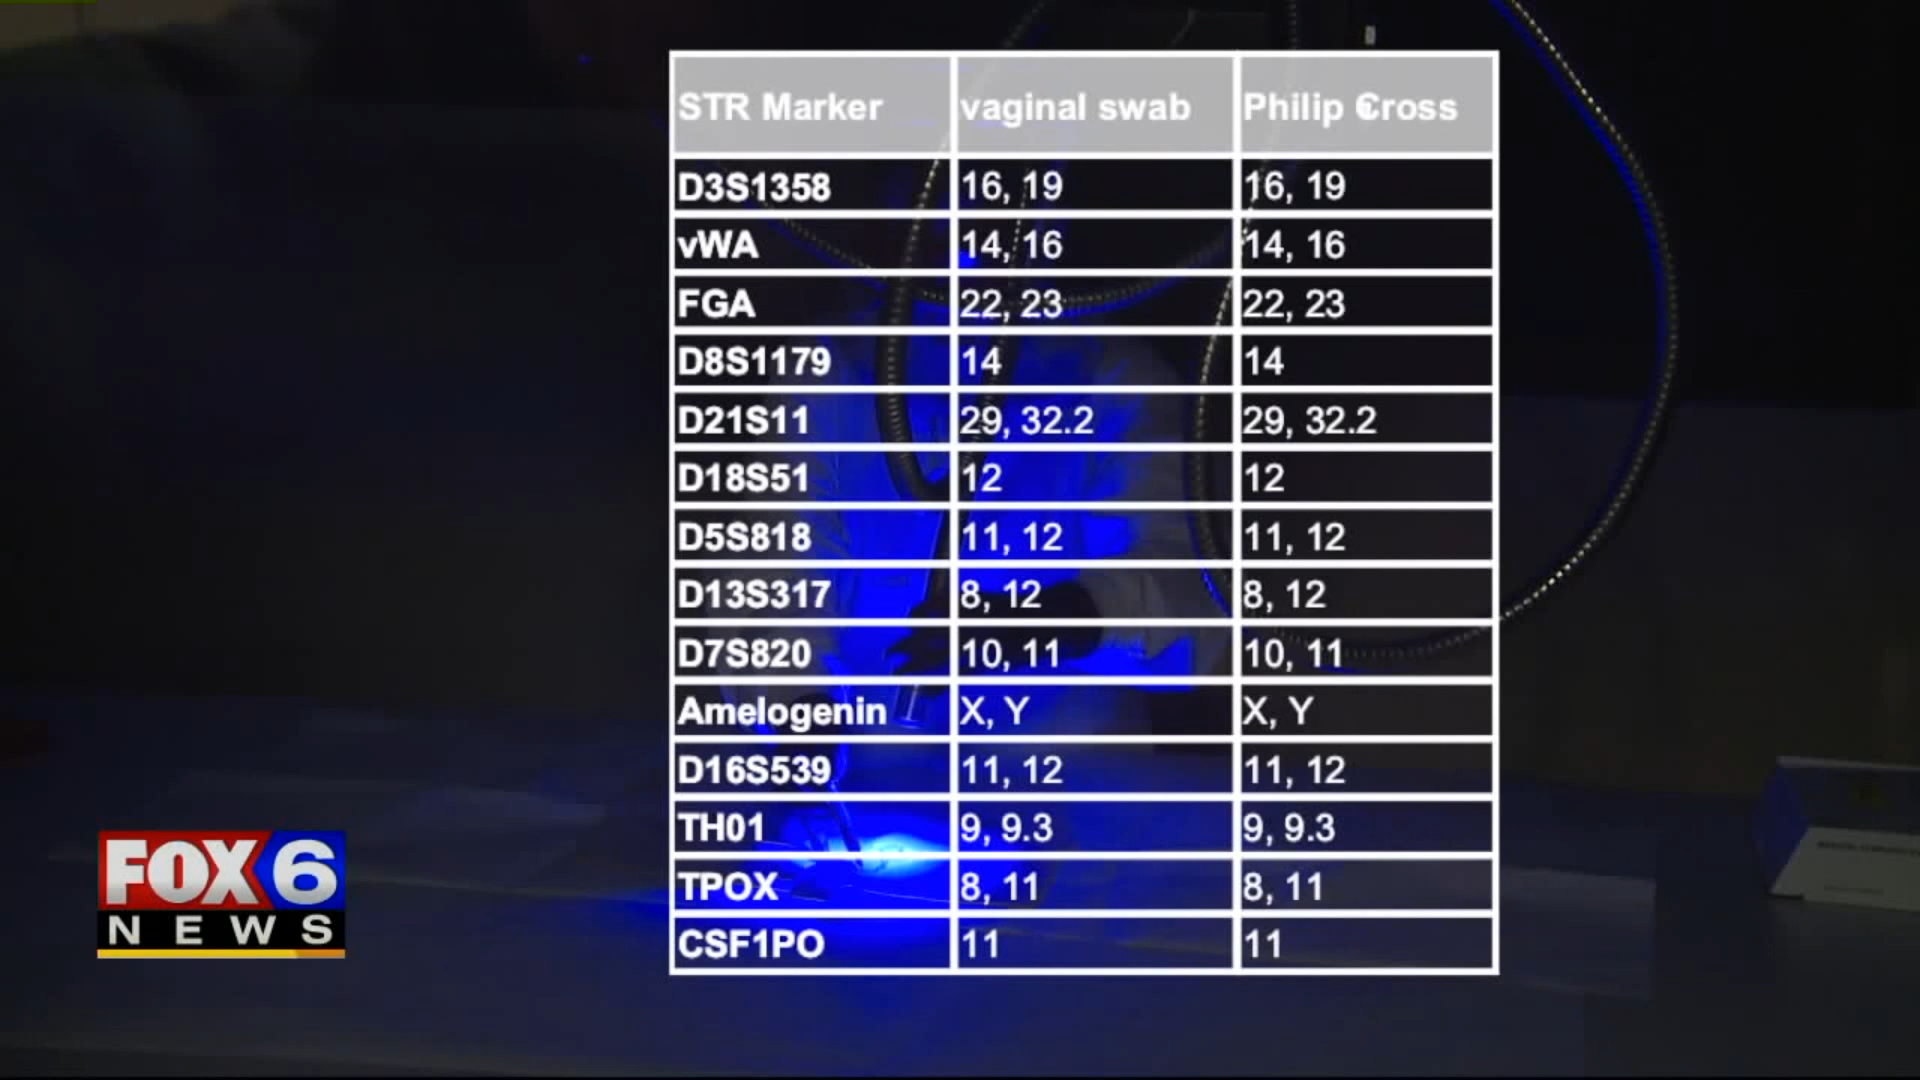 STR Marker vaginal swab Philip Cross
D3S1358 16, 19 16, 19
vWA 14, 16 14, 16
FGA 22, 23 22, 23
D8S1179 14 14
D21S11 29, 32.2 29, 32.2
D18S51 12 12
D5S818 11, 12 11, 12
D13S317 8, 12 8, 12
D7S820 10, 11 10, 11
Amelogenin X, Y X, Y
D16S539 11, 12 11, 12
TH01 9, 9.3 9, 9.3
TPOX 8, 11 8, 11
CSF1PO 11 11
FOX 6
NEWS